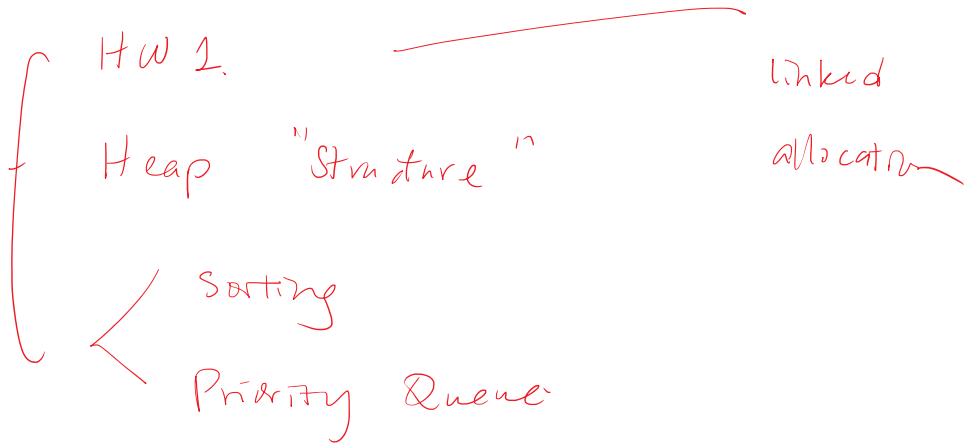 HW 1.
linked
allocation
Heap "Structure"
Sorting
Priority Queue